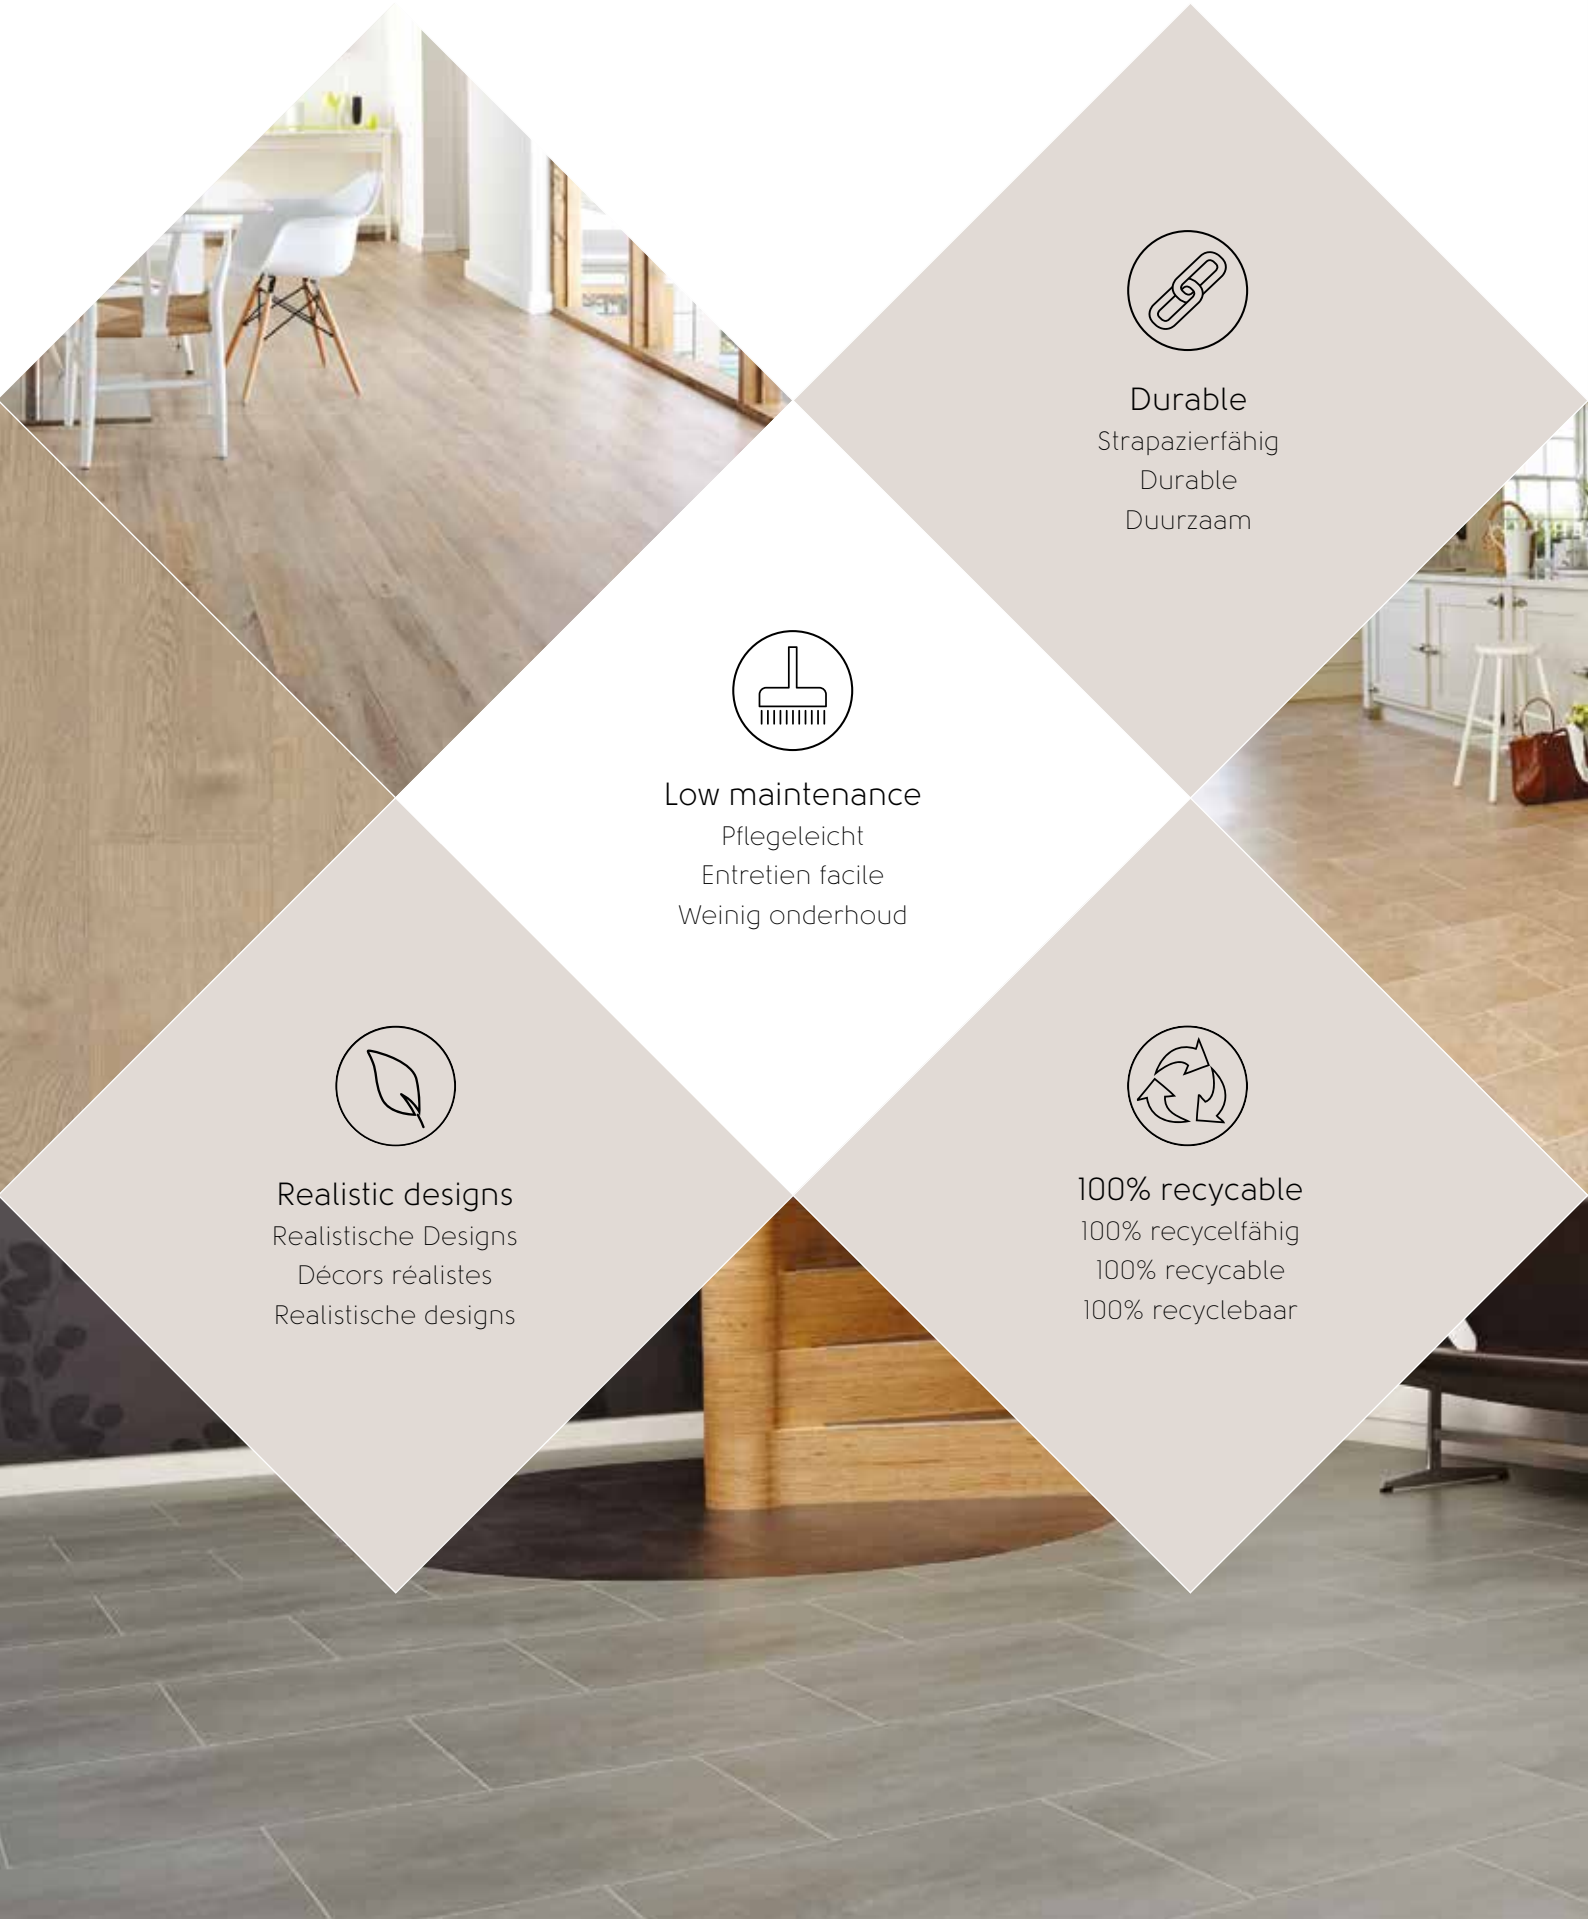 Durable
Strapazierfähig
Durable
Duurzaam
Low maintenance
Pflegeleicht
Entretien facile
Weinig onderhoud
Realistic designs
Realistische Designs
Décors réalistes
Realistische designs
100% recycable
100% recycelfähig
100% recycable
100% recyclebaar